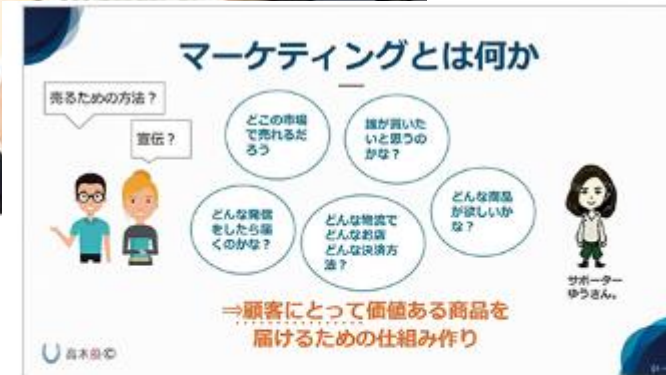 マーケティングとは何か
売るための方法？
宣伝？
どこの市場
で売れるだ
ろう
誰が買いた
いと思うの
かな？
どんな発信
をしたら届
くのかな？
どんな物流で
どんなお店
どんな決済方
法？
どんな商品
が欲しいか
な？
サポーター
ゆうさん。
⇒顧客にとって価値ある商品を
届けるための仕組み作り